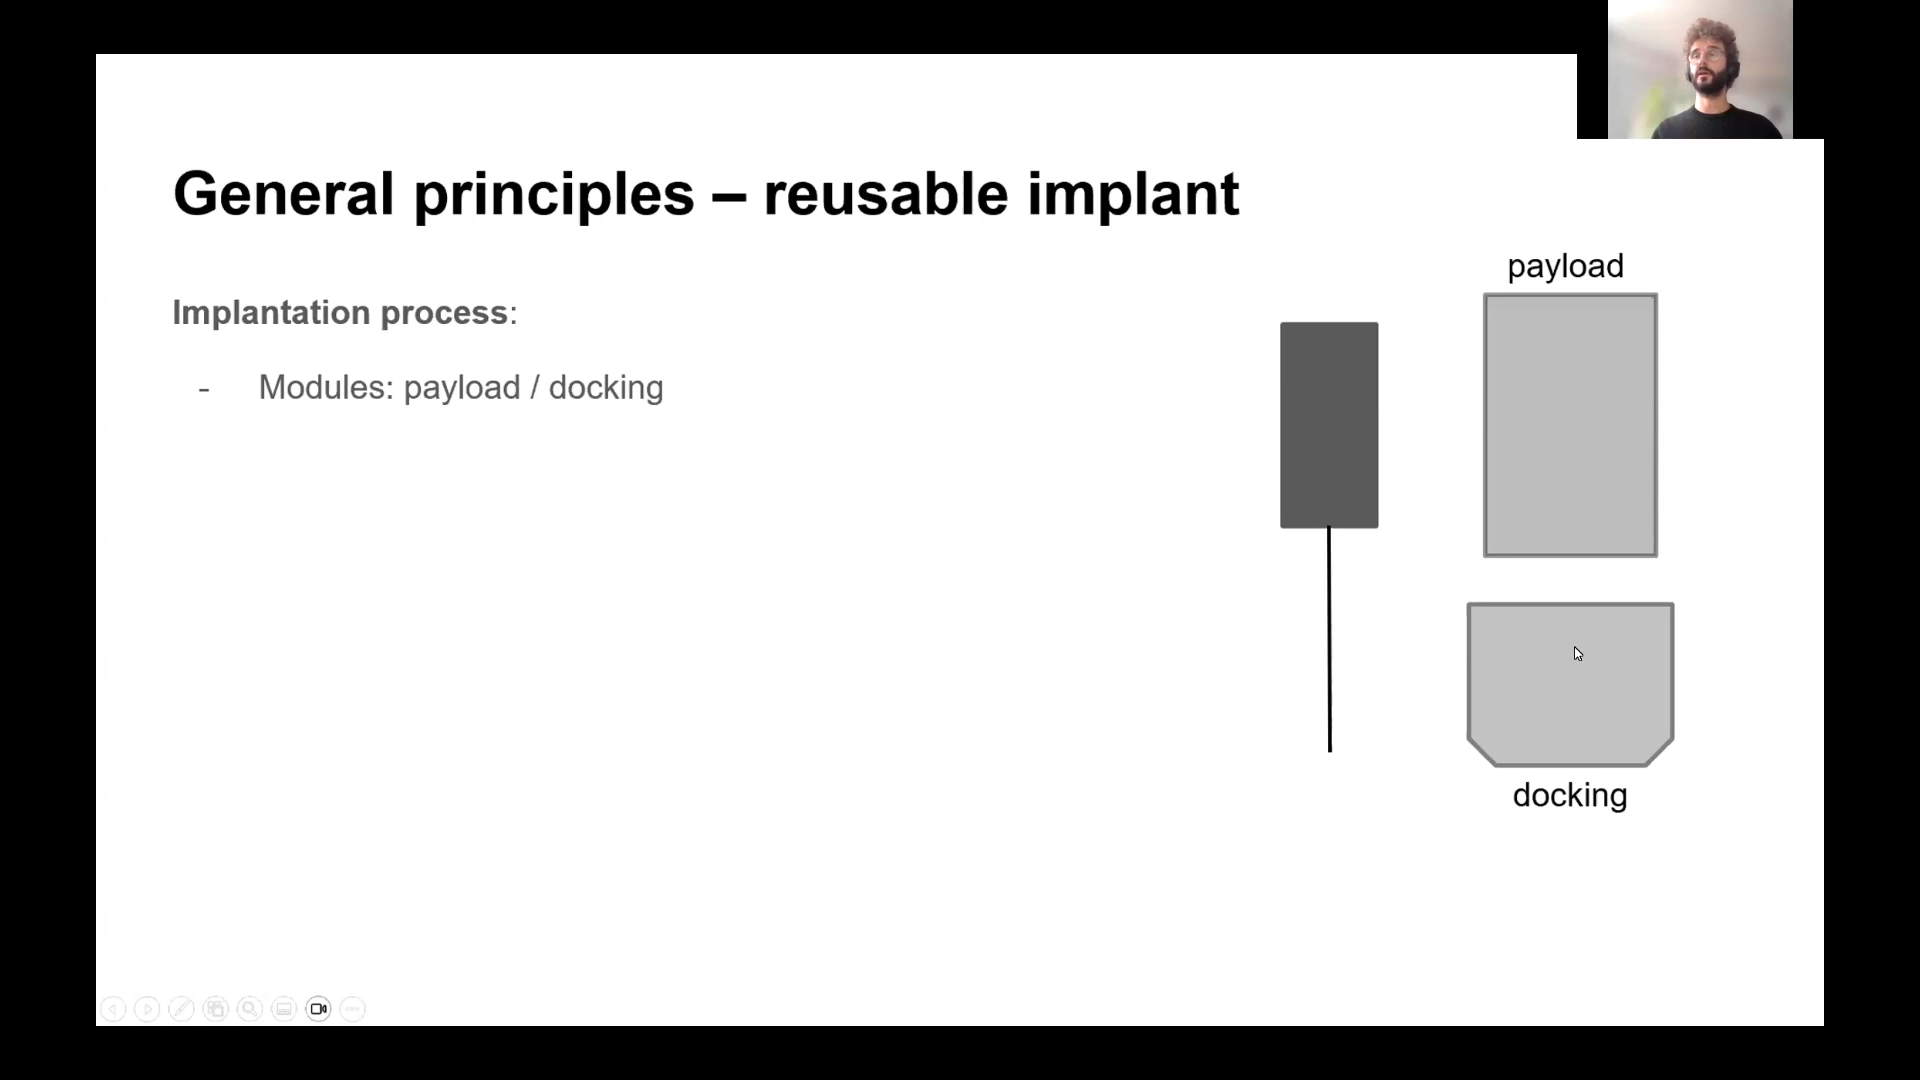 General principles – reusable implant
Implantation process:
- Modules: payload / docking
payload
docking